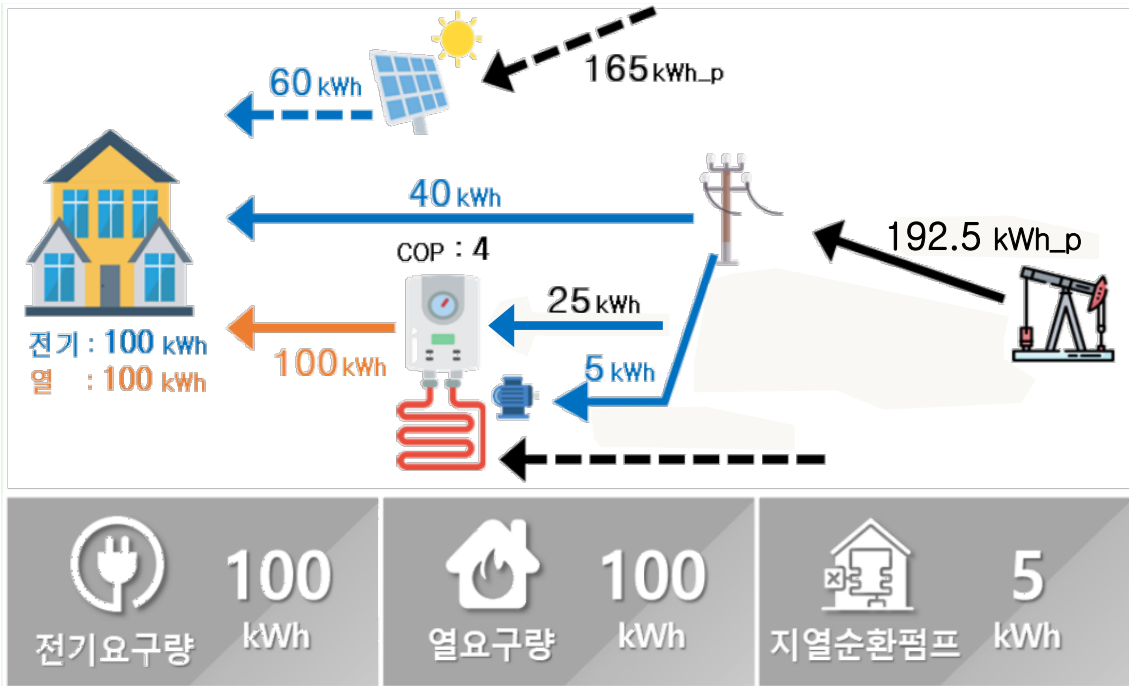 165 kWh_p
60 kWh
40 kWh
192.5 kWh_p
COP : 4
25 kWh
전기 : 100 kWh
열 : 100 kWh
100 kWh
5 kWh
100
kWh
전기요구량
100
kWh
열요구량
5
kWh
지열순환펌프